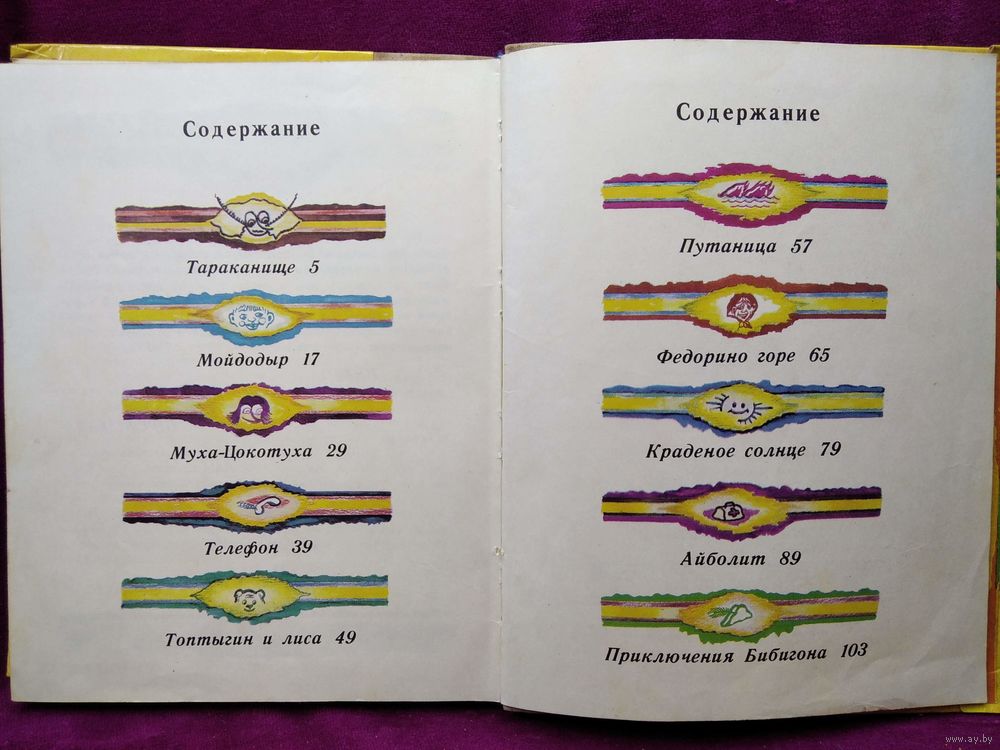 Содержание
Тараканище 5
Мойдодыр 17
Муха-Цокотуха 29
Телефон 39
Топтыгин и лиса 49
Содержание
Путаница 57
Федорино горе 65
Краденое солнце 79
Айболит 89
Приключения Бибигона 103
www.ay.by